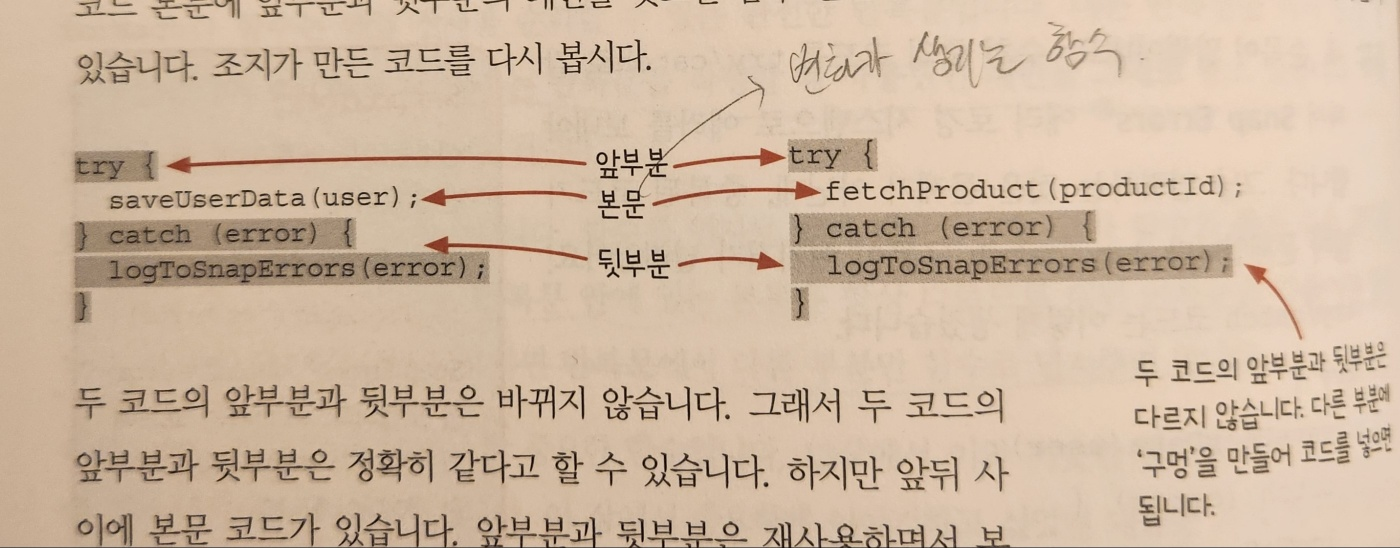 있습니다. 조지가 만든 코드를 다시 봅시다.
변화가 생기는 함수.
try { 앞부분 try {
saveUserData(user); 본문 fetchProduct(productId);
} catch (error) { } catch (error) {
logToSnapErrors(error); 뒷부분 logToSnapErrors(error);
} }
두 코드의 앞부분과 뒷부분은
다르지 않습니다. 다른 부분에
'구멍'을 만들어 코드를 넣으면
됩니다.
두 코드의 앞부분과 뒷부분은 바뀌지 않습니다. 그래서 두 코드의
앞부분과 뒷부분은 정확히 같다고 할 수 있습니다. 하지만 앞뒤 사
이에 본문 코드가 있습니다. 앞부분과 뒷부분은 재사용하면서 본